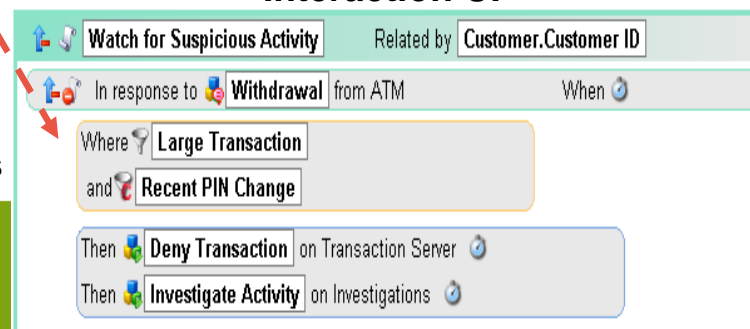 Watch for Suspicious Activity Related by Customer.Customer ID
In response to Withdrawal from ATM When
Where Large Transaction
and Recent PIN Change
Then Deny Transaction on Transaction Server
Then Investigate Activity on Investigations